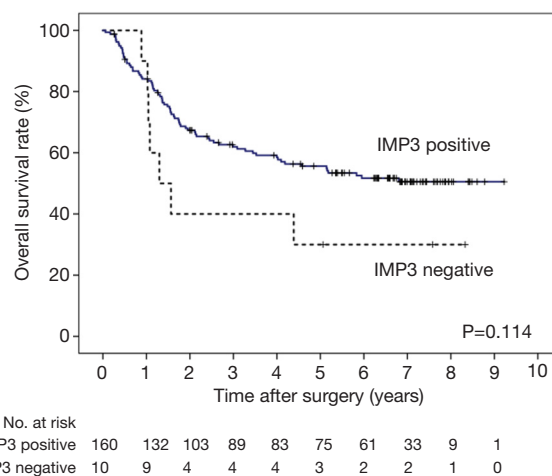 Overall survival rate (%)
100
80
60
40
20
0
IMP3 positive
IMP3 negative
P=0.114
0 1 2 3 4 5 6 7 8 9 10
Time after surgery (years)
No. at risk
P3 positive 160 132 103 89 83 75 61 33 9 1
P3 negative 10 9 4 4 4 3 2 2 1 0